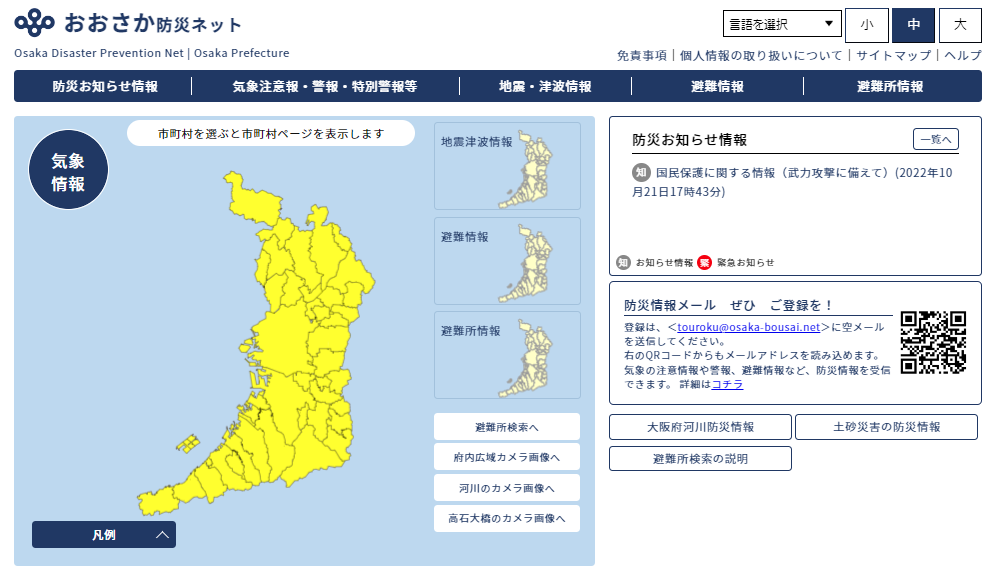 おおさか防災ネット
Osaka Disaster Prevention Net | Osaka Prefecture
言語を選択
小 中 大
免責事項｜個人情報の取り扱いについて｜サイトマップ｜ヘルプ
防災お知らせ情報 気象注意報・警報・特別警報等 地震・津波情報 避難情報 避難所情報
気象
情報
市町村を選ぶと市町村ページを表示します
地震津波情報
避難情報
避難所情報
避難所検索へ
府内広域カメラ画像へ
河川のカメラ画像へ
高石大橋のカメラ画像へ
凡例
防災お知らせ情報
一覧へ
知 国民保護に関する情報（武力攻撃に備えて）(2022年10
月21日17時43分)
知 お知らせ情報 緊 緊急お知らせ
防災情報メール　ぜひ　ご登録を！
登録は、＜touroku@osaka-bousai.net＞に空メール
を送信してください。
右のQRコードからもメールアドレスを読み込めます。
気象の注意情報や警報、避難情報など、防災情報を受信
できます。 詳細はコチラ
大阪府河川防災情報
土砂災害の防災情報
避難所検索の説明